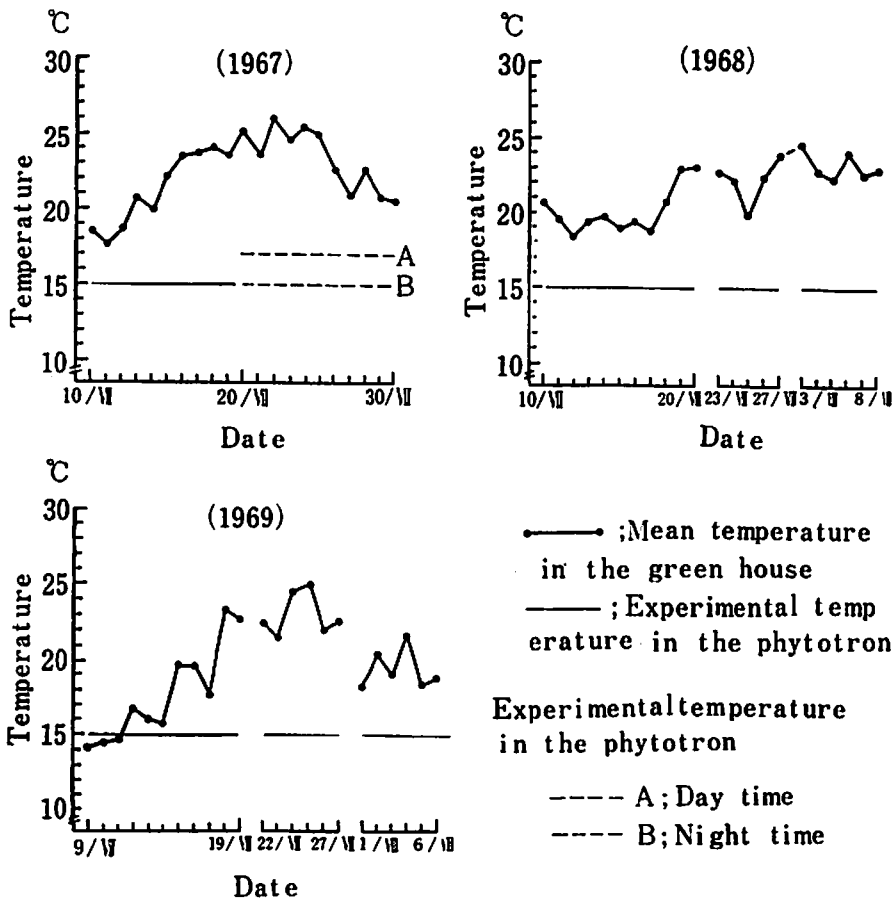 °C
(1967)
30
25
20
15
10
Temperature
A
B
10/Ⅶ
20/Ⅶ
30/Ⅶ
Date
°C
(1968)
30
25
20
15
10
Temperature
10/Ⅶ
20/Ⅶ
23/Ⅶ
27/Ⅶ
3/Ⅷ
8/Ⅷ
Date
°C
(1969)
30
25
20
15
10
Temperature
9/Ⅶ
19/Ⅶ
22/Ⅶ
27/Ⅶ
1/Ⅷ
6/Ⅷ
Date
;Mean temperature
in the green house
;Experimental temp
erature in the phytotron
Experimental temperature
in the phytotron
A;Day time
B;Night time